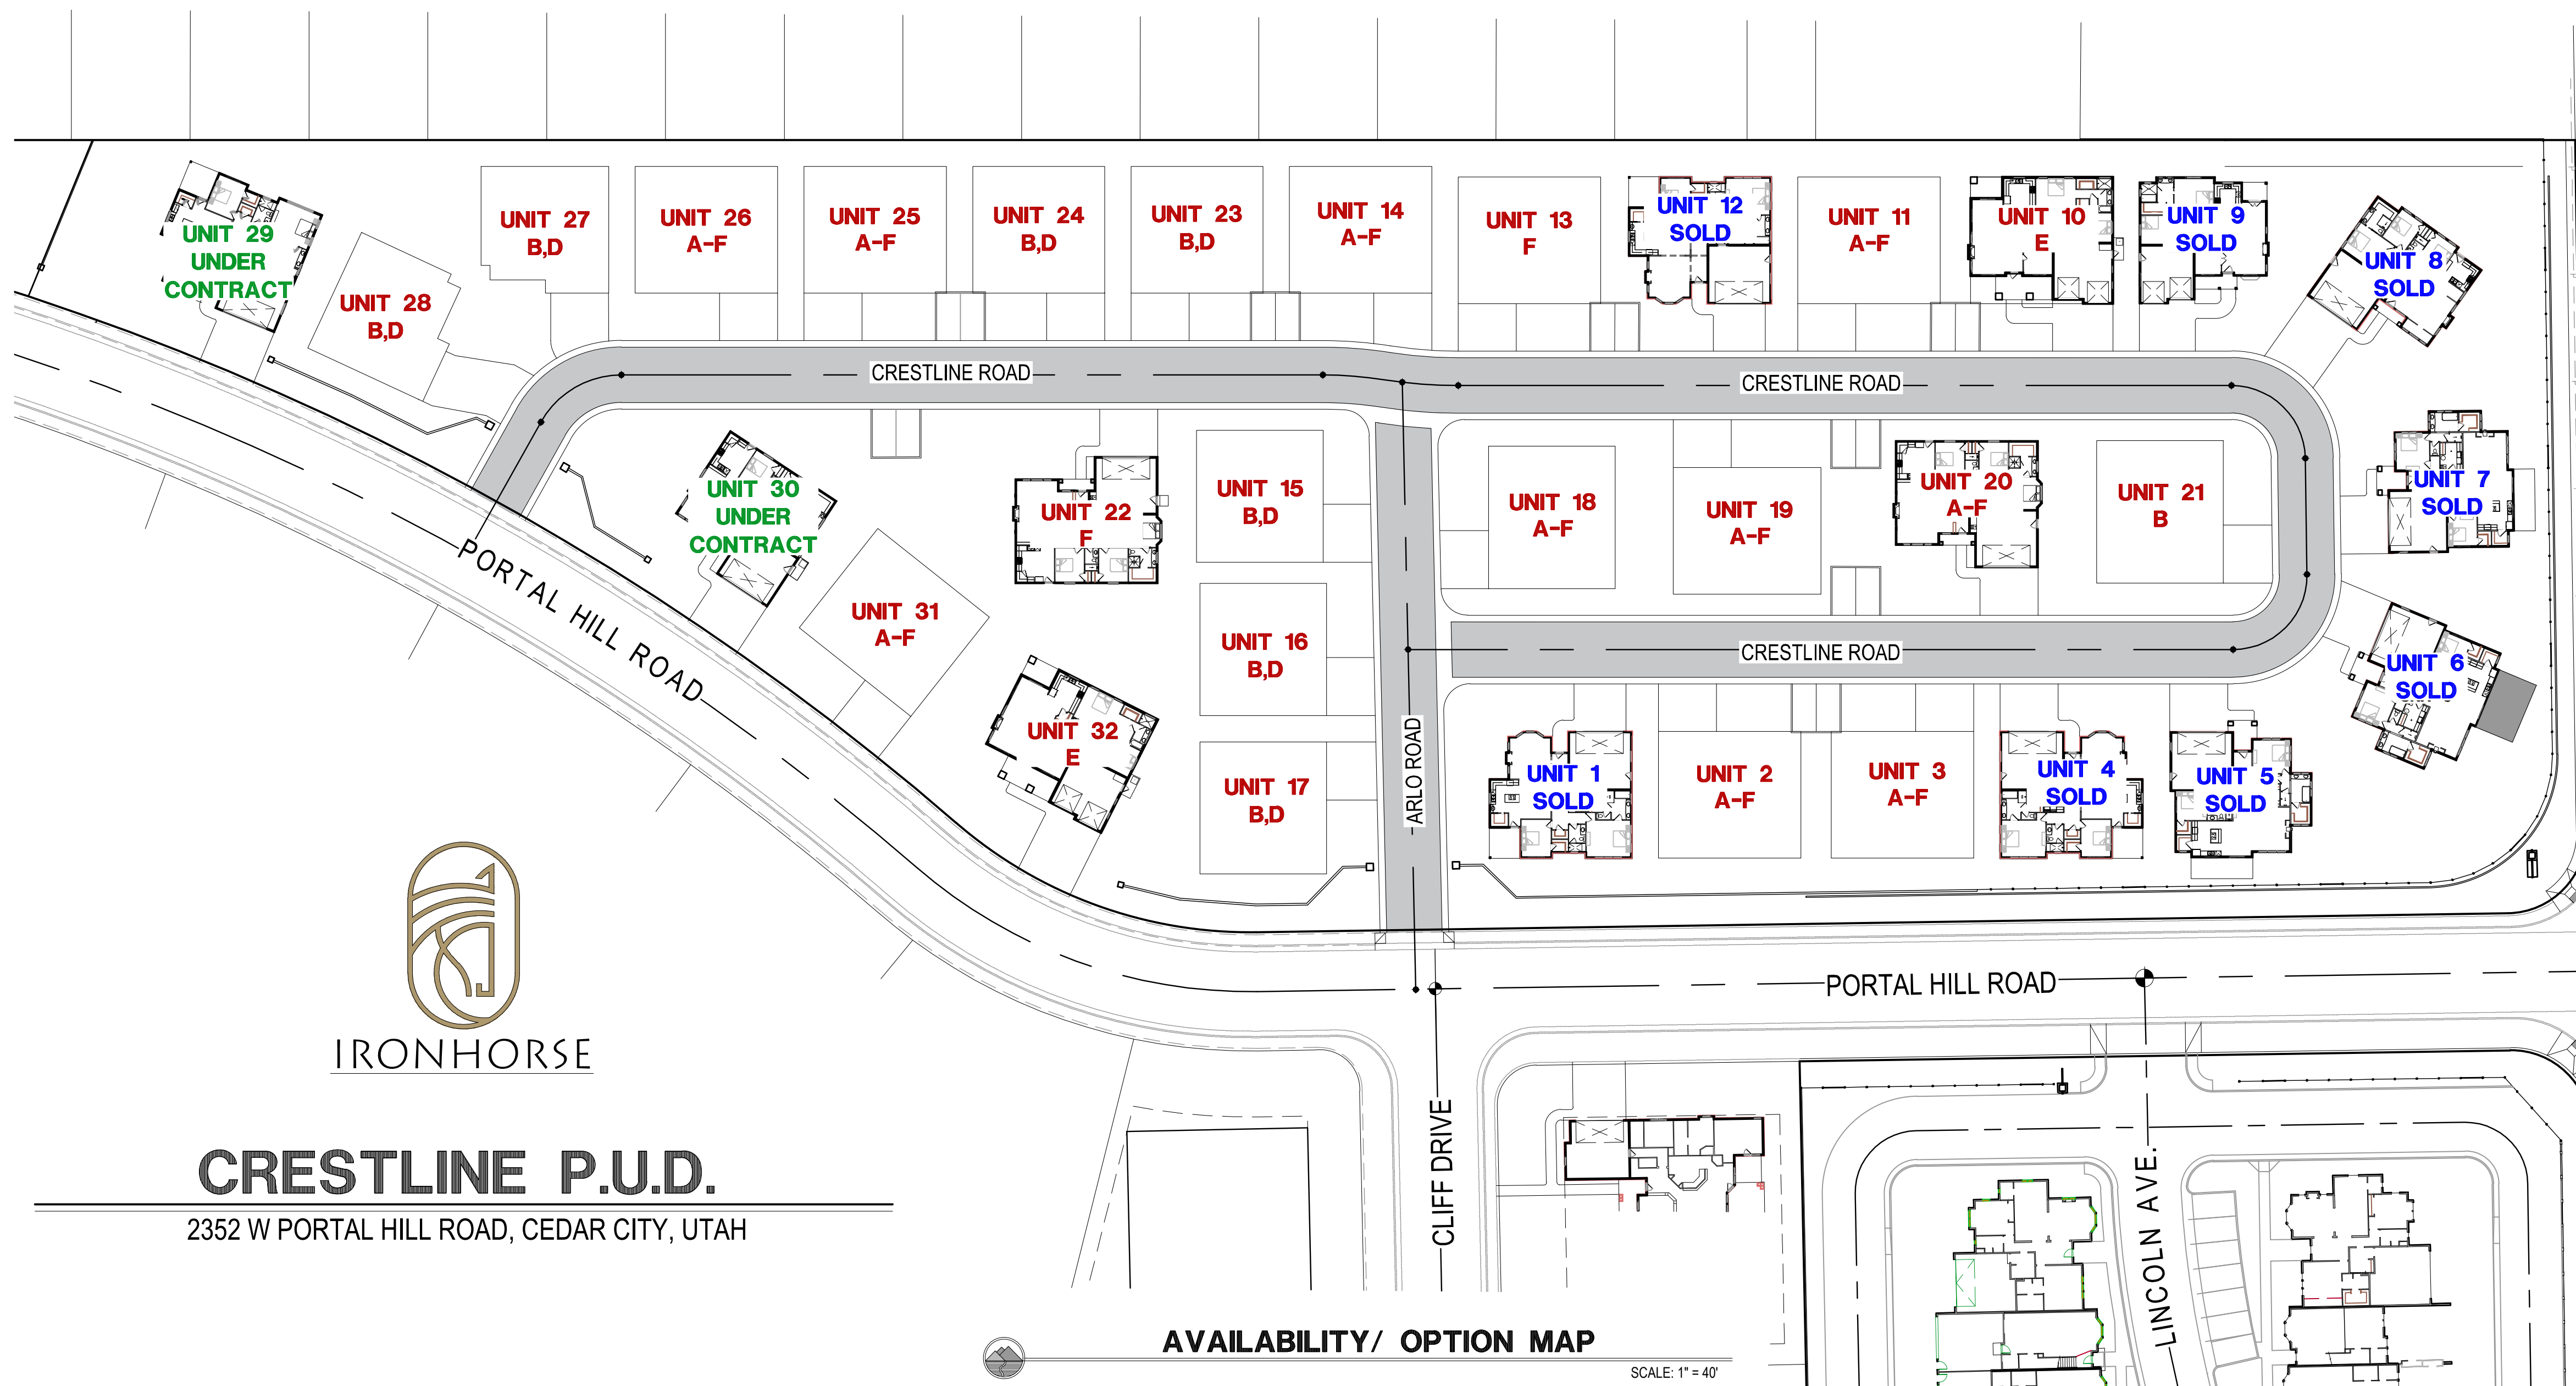 UNIT 29
UNDER
CONTRACT
UNIT 28
B,D
UNIT 27
B,D
UNIT 26
A-F
UNIT 25
A-F
UNIT 24
B,D
UNIT 23
B,D
UNIT 14
A-F
UNIT 13
F
UNIT 12
SOLD
UNIT 11
A-F
UNIT 10
E
UNIT 9
SOLD
UNIT 8
SOLD
CRESTLINE ROAD
CRESTLINE ROAD
UNIT 30
UNDER
CONTRACT
UNIT 22
F
UNIT 15
B,D
UNIT 18
A-F
UNIT 19
A-F
UNIT 20
A-F
UNIT 21
B
UNIT 7
SOLD
PORTAL HILL ROAD
UNIT 31
A-F
UNIT 16
B,D
CRESTLINE ROAD
UNIT 6
SOLD
UNIT 32
E
UNIT 17
B,D
ARLO ROAD
UNIT 1
SOLD
UNIT 2
A-F
UNIT 3
A-F
UNIT 4
SOLD
UNIT 5
SOLD
PORTAL HILL ROAD
IRONHORSE
CRESTLINE P.U.D.
2352 W PORTAL HILL ROAD, CEDAR CITY, UTAH
CLIFF DRIVE
LINCOLN AVE.
AVAILABILITY/ OPTION MAP
SCALE: 1" = 40'